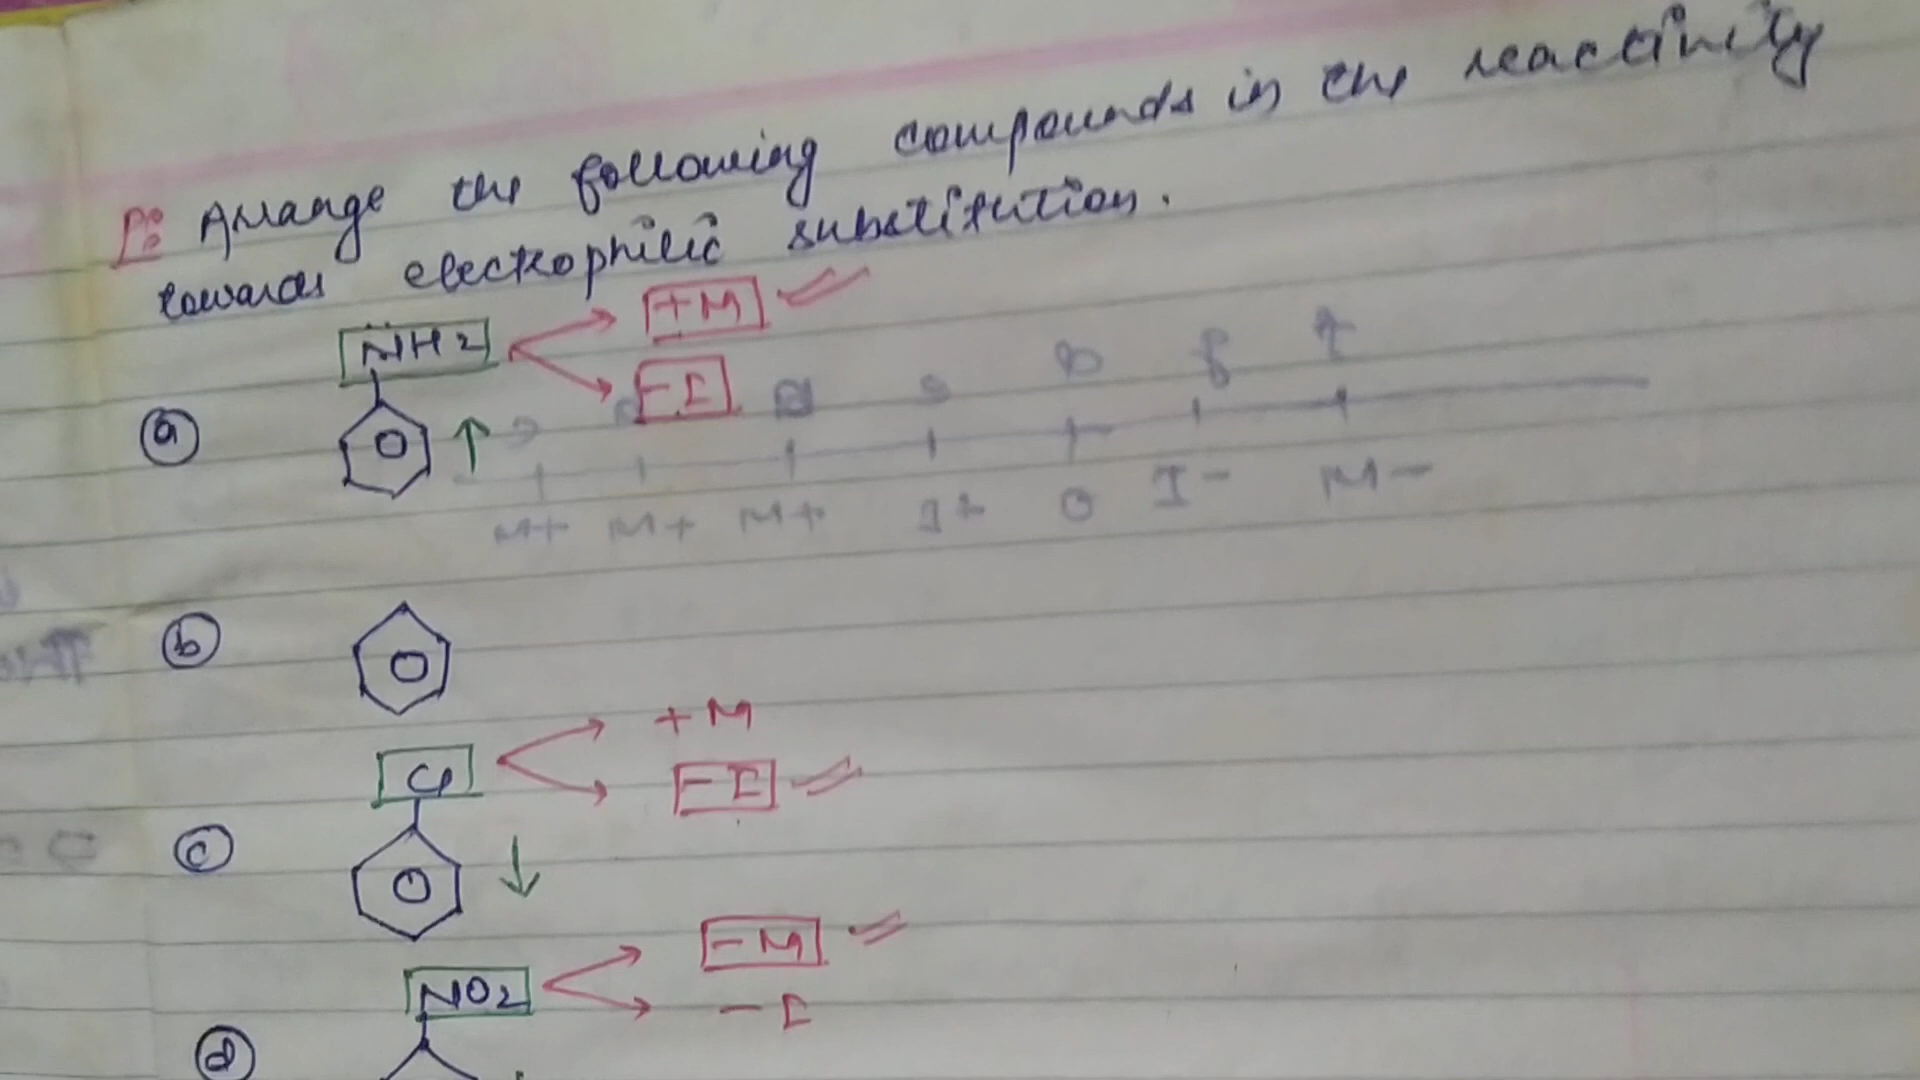 P: Arrange the following compounds in the reactivity
towards electrophilic substitution.
NH2 +M
-I
a
M+ M+ M+ I+ O I- M-
b
Cl +M
-I
c
NO2 -M
-I
d